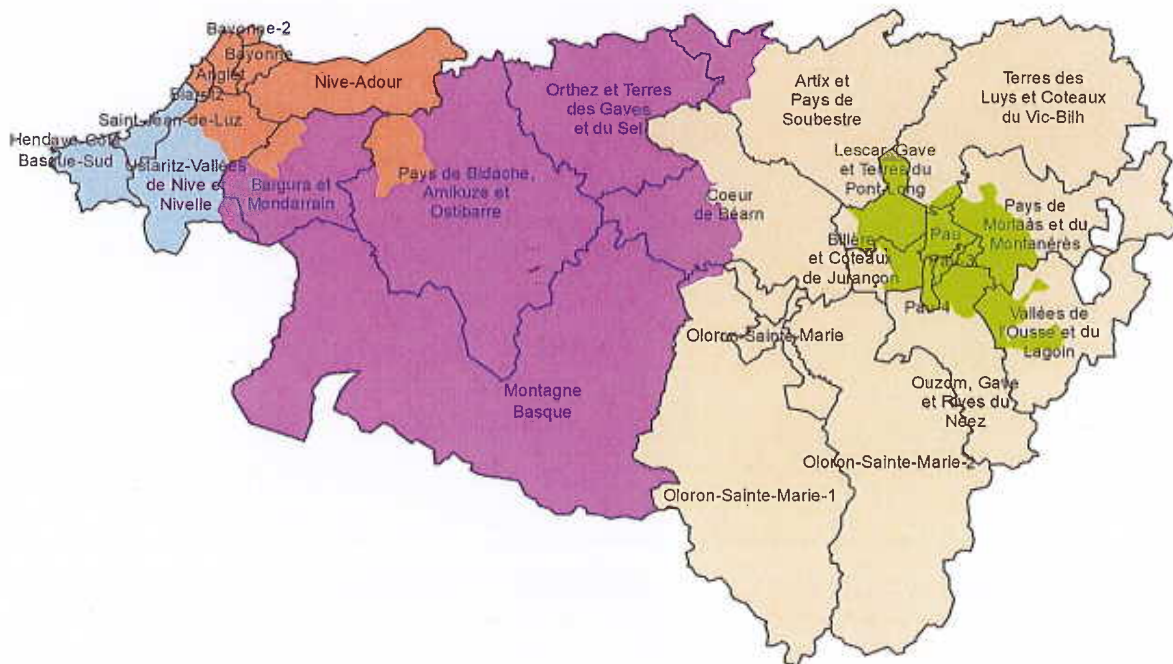 Bayonne-2
Bayonne
Anglet
Biarritz
Nive-Adour
Saint-Jean-de-Luz
Hendaye-Côte
Basque-Sud
Ustaritz-Vallées
de Nive et
Nivelle
Baigura et
Mondarrain
Pays de Bidache,
Amikuze et
Ostibarre
Orthez et Terres
des Gaves
et du Sel
Artix et
Pays de
Soubestre
Terres des
Luys et Coteaux
du Vic-Bilh
Lescar, Gave
et Terres du
Pont-Long
Coeur
de Béarn
Pays de
Morlaàs et du
Montanérès
Pau
Pau-3
Billère
et Coteaux
de Jurançon
Pau-4
Vallées de
l'Ousse et du
Lagoin
Oloron-Sainte-Marie
Montagne
Basque
Ouzom, Gave
et Rives du
Neez
Oloron-Sainte-Marie-2
Oloron-Sainte-Marie-1